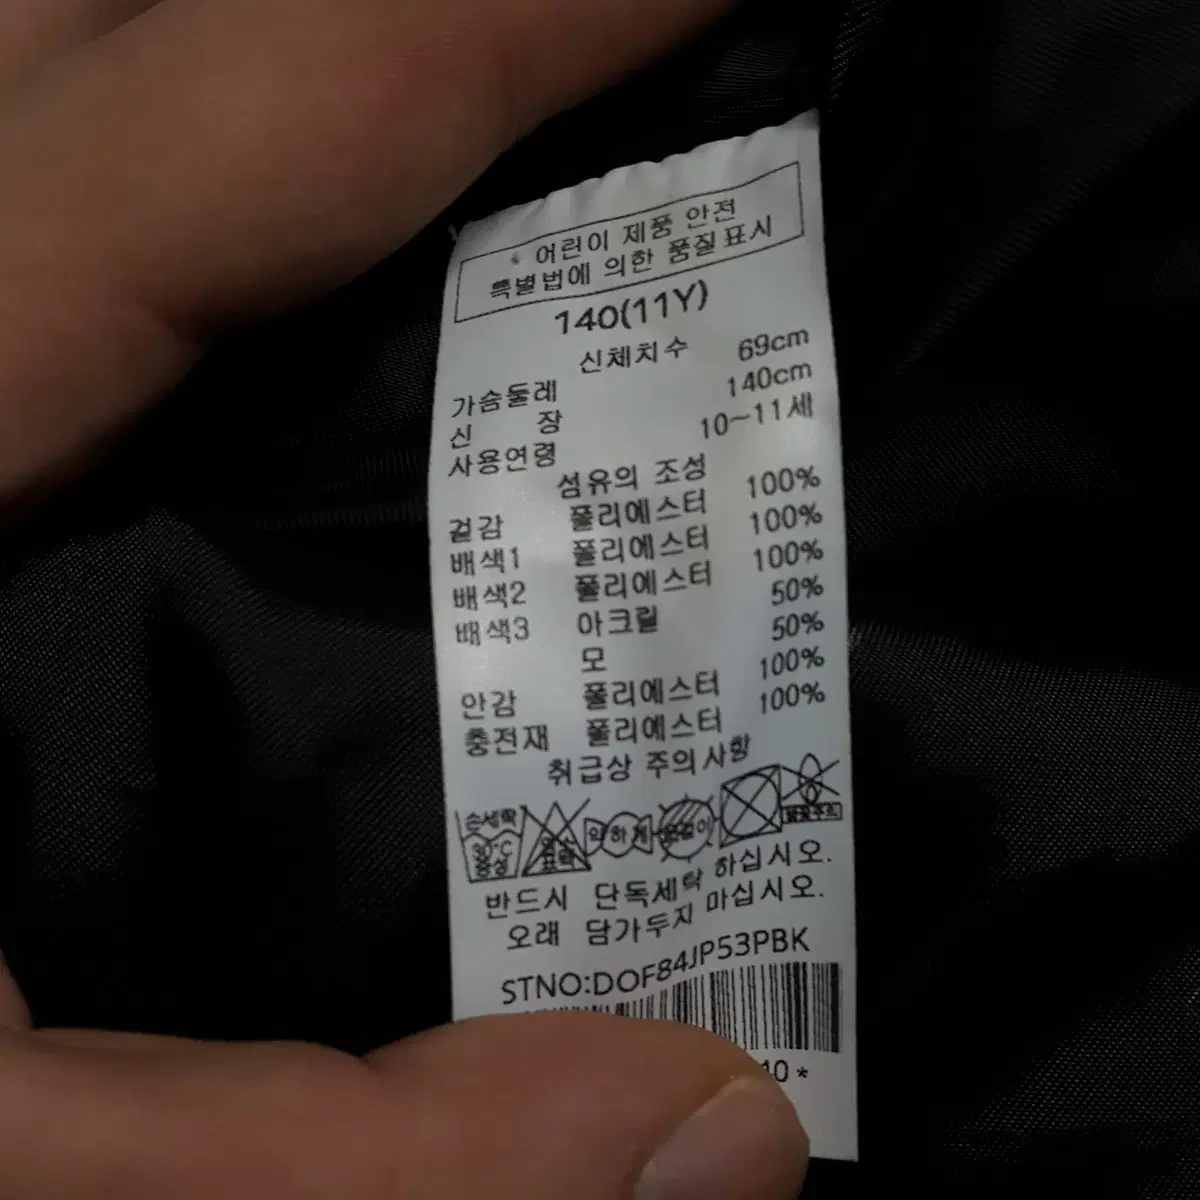 어린이 제품 안전
특별법에 의한 품질표시
140(11Y)
신체치수
가슴둘레 69cm
신 장 140cm
사용연령 10~11세
섬유의 조성
겉감 폴리에스터 100%
배색1 폴리에스터 100%
배색2 폴리에스터 100%
배색3 아크릴 50%
모 50%
안감 폴리에스터 100%
충전재 폴리에스터 100%
취급상 주의사항
손세탁
30°C
중성
약하게
반드시 단독세탁 하십시오.
오래 담가두지 마십시오.
STNO:DOF84JP53PBK